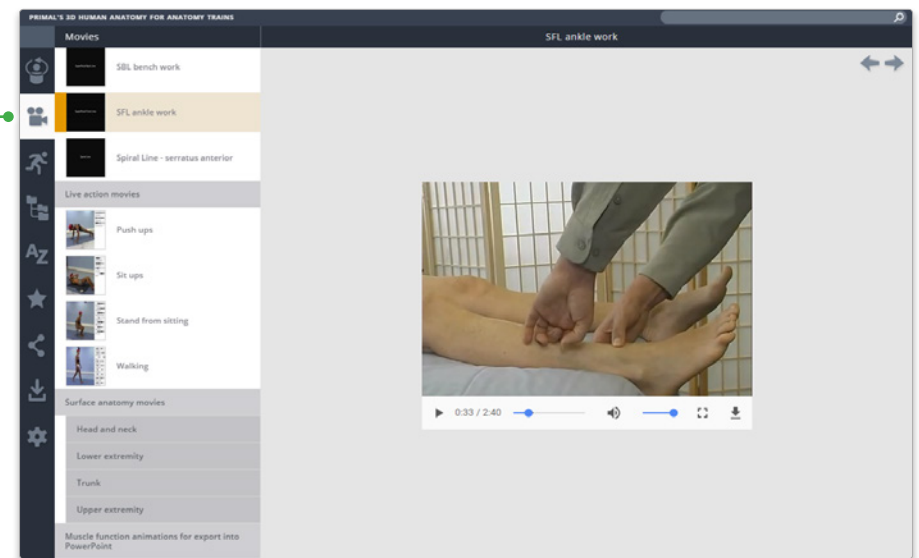 PRIMAL'S 3D HUMAN ANATOMY FOR ANATOMY TRAINS
Movies
SFL ankle work
SBL bench work
SFL ankle work
Spiral Line - serratus anterior
Live action movies
Push ups
Sit ups
Stand from sitting
Walking
Surface anatomy movies
Head and neck
Lower extremity
Trunk
Upper extremity
Muscle function animations for export into
PowerPoint
AZ
0:33 / 2:40